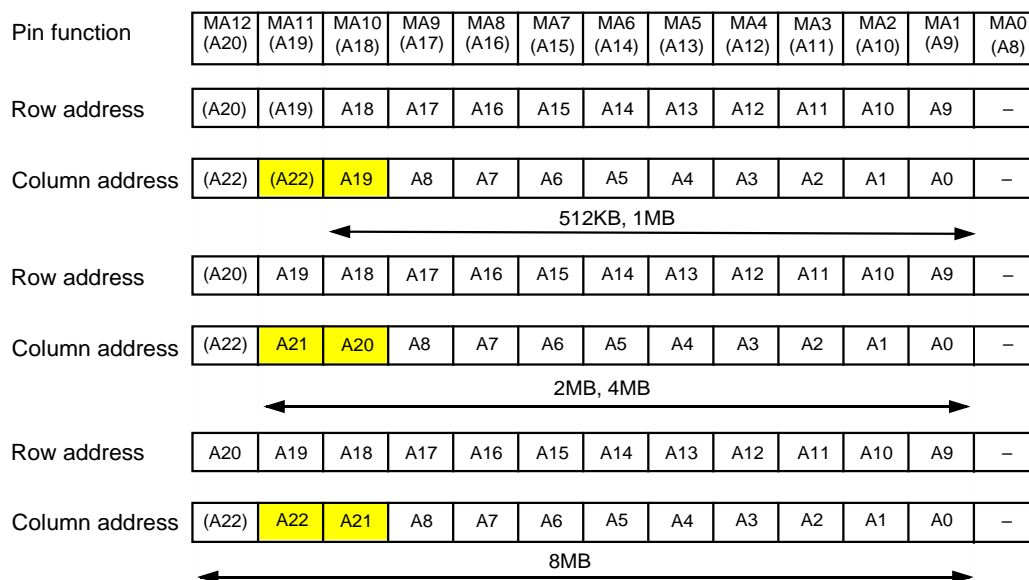 Pin function MA12 (A20) MA11 (A19) MA10 (A18) MA9 (A17) MA8 (A16) MA7 (A15) MA6 (A14) MA5 (A13) MA4 (A12) MA3 (A11) MA2 (A10) MA1 (A9) MA0 (A8)
Row address (A20) (A19) A18 A17 A16 A15 A14 A13 A12 A11 A10 A9 –
Column address (A22) (A22) A19 A8 A7 A6 A5 A4 A3 A2 A1 A0 –
512KB, 1MB
Row address (A20) A19 A18 A17 A16 A15 A14 A13 A12 A11 A10 A9 –
Column address (A22) A21 A20 A8 A7 A6 A5 A4 A3 A2 A1 A0 –
2MB, 4MB
Row address A20 A19 A18 A17 A16 A15 A14 A13 A12 A11 A10 A9 –
Column address (A22) A22 A21 A8 A7 A6 A5 A4 A3 A2 A1 A0 –
8MB